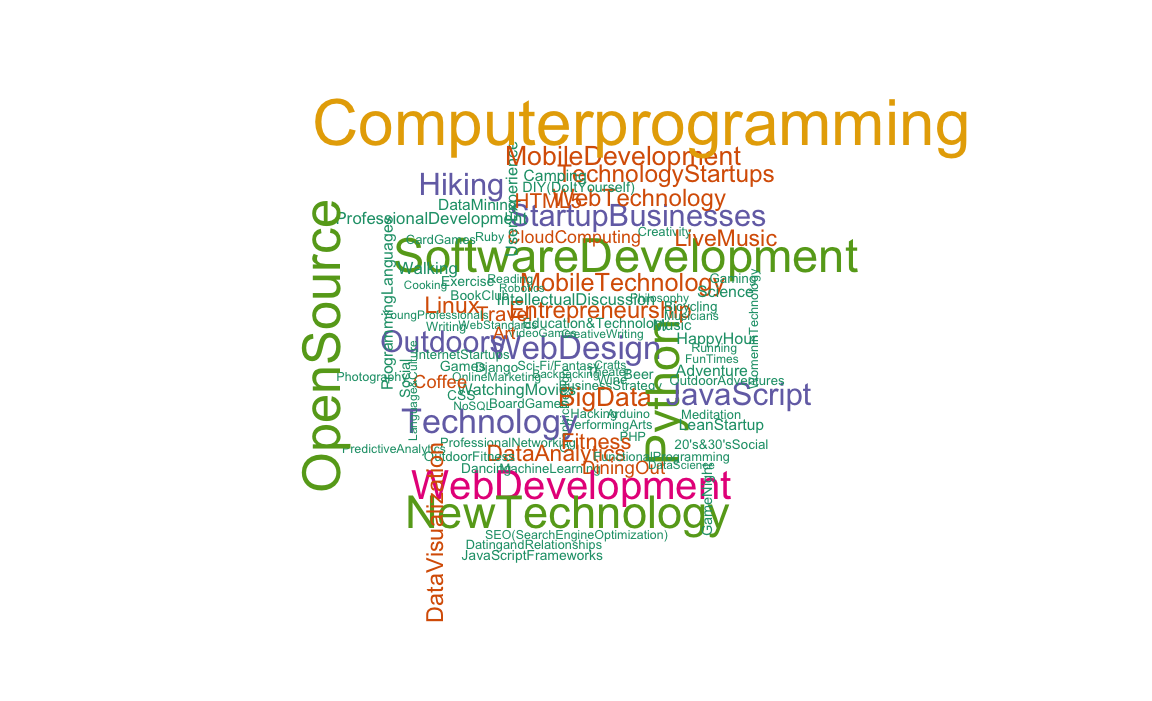 Computerprogramming
MobileDevelopment
TechnologyStartups
Camping
UserExperience
Hiking
DIY(DoItYourself)
WebTechnology
HTML5
DataMining
StartupBusinesses
ProfessionalDevelopment
Creativity
LiveMusic
CloudComputing
Ruby
CardGames
OpenSource
ProgrammingLanguages
SoftwareDevelopment
Walking
Exercise
Reading
Cooking
Robotics
MobileTechnology
Gaming
Science
WomeninTechnology
BookClub
IntellectualDiscussion
Philosophy
Linux
Travel
Entrepreneurship
Bicycling
Musicians
YoungProfessionals
Writing
WebStandards
Education&Technology
Music
Art
VideoGames
CreativeWriting
HappyHour
Outdoors
WebDesign
Python
Running
InternetStartups
FunTimes
Social
Games
Django
Sci-Fi/Fantasy
Crafts
Theater
Adventure
Photography
Coffee
OnlineMarketing
Backpacking
Wine
Beer
OutdoorAdventures
WatchingMovies
BusinessStrategy
CSS
BigData
JavaScript
NoSQL
BoardGames
Language&Culture
Technology
Hacking
Arduino
Meditation
PerformingArts
LeanStartup
PHP
Fitness
20's&30'sSocial
PredictiveAnalytics
ProfessionalNetworking
DataAnalytics
OutdoorFitness
FunctionalProgramming
Dancing
MachineLearning
DiningOut
DataScience
GameNight
WebDevelopment
NewTechnology
DataVisualization
SEO(SearchEngineOptimization)
DatingandRelationships
JavaScriptFrameworks